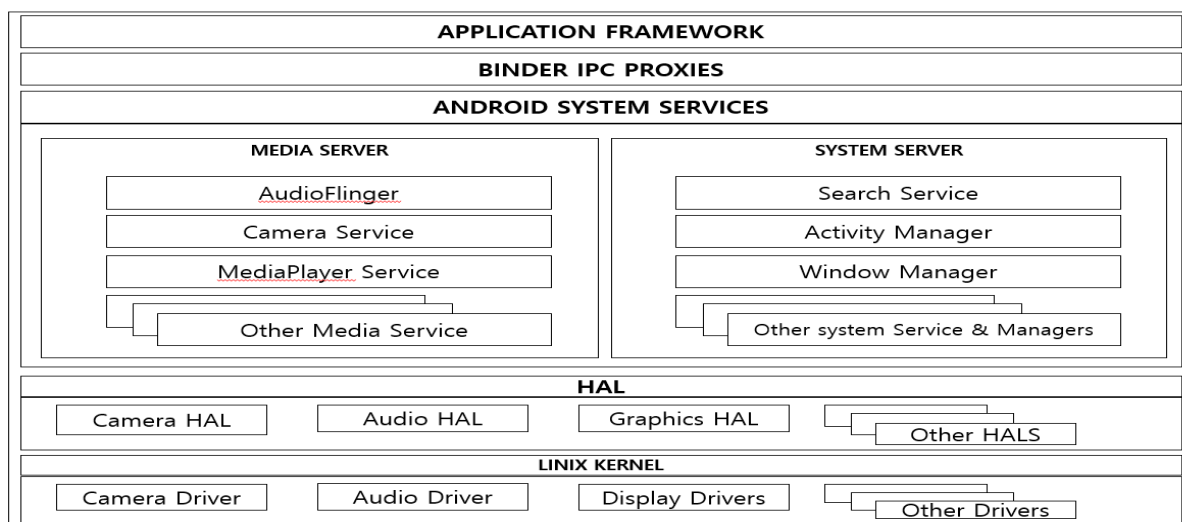 APPLICATION FRAMEWORK
BINDER IPC PROXIES
ANDROID SYSTEM SERVICES
MEDIA SERVER
AudioFlinger
Camera Service
MediaPlayer Service
Other Media Service
SYSTEM SERVER
Search Service
Activity Manager
Window Manager
Other system Service & Managers
HAL
Camera HAL
Audio HAL
Graphics HAL
Other HALS
LINIX KERNEL
Camera Driver
Audio Driver
Display Drivers
Other Drivers